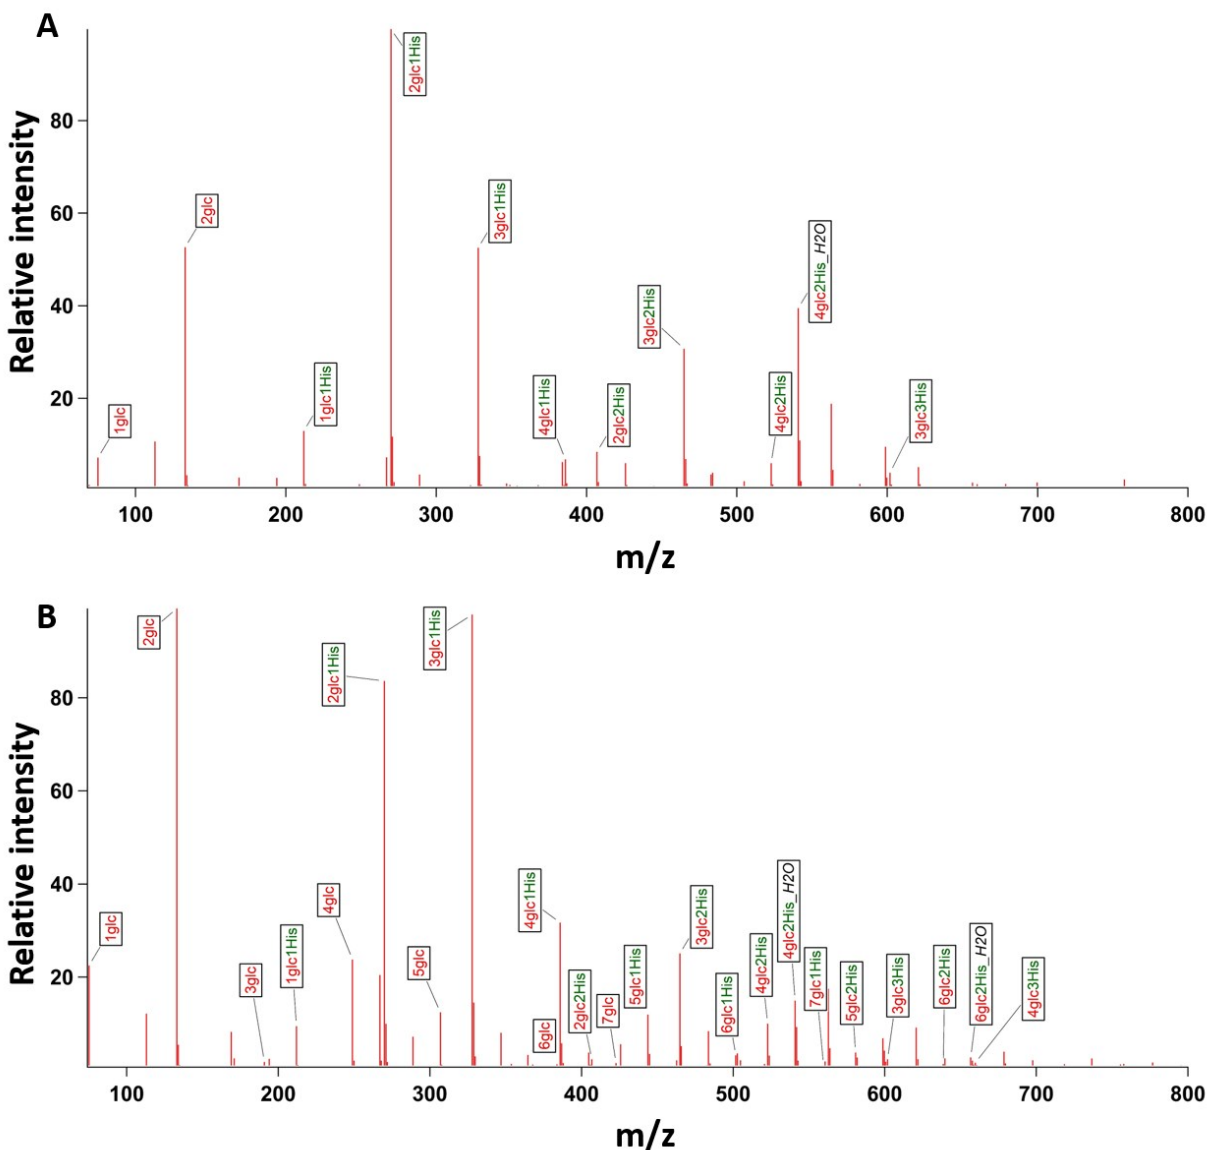 A
Relative intensity
80
60
40
20
1glc
2glc
1glc1His
2glc1His
3glc1His
4glc1His
2glc2His
3glc2His
4glc2His
4glc2His_H2O
3glc3His
100 200 300 400 500 600 700 800
m/z
B
Relative intensity
80
60
40
20
1glc
2glc
3glc
1glc1His
4glc
2glc1His
5glc
3glc1His
4glc1His
6glc
2glc2His
7glc
5glc1His
3glc2His
6glc1His
4glc2His
4glc2His_H2O
7glc1His
5glc2His
3glc3His
6glc2His
6glc2His_H2O
4glc3His
100 200 300 400 500 600 700 800
m/z